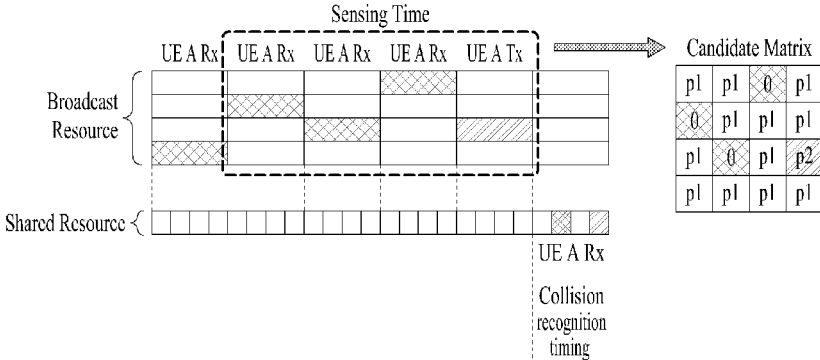 Sensing Time
UE A Rx UE A Rx UE A Rx UE A Rx UE A Tx
Candidate Matrix
Broadcast
Resource
p1 p1 0 p1
0 p1 p1 p1
p1 0 p1 p2
p1 p1 p1 p1
Shared Resource
UE A Rx
Collision
recognition
timing